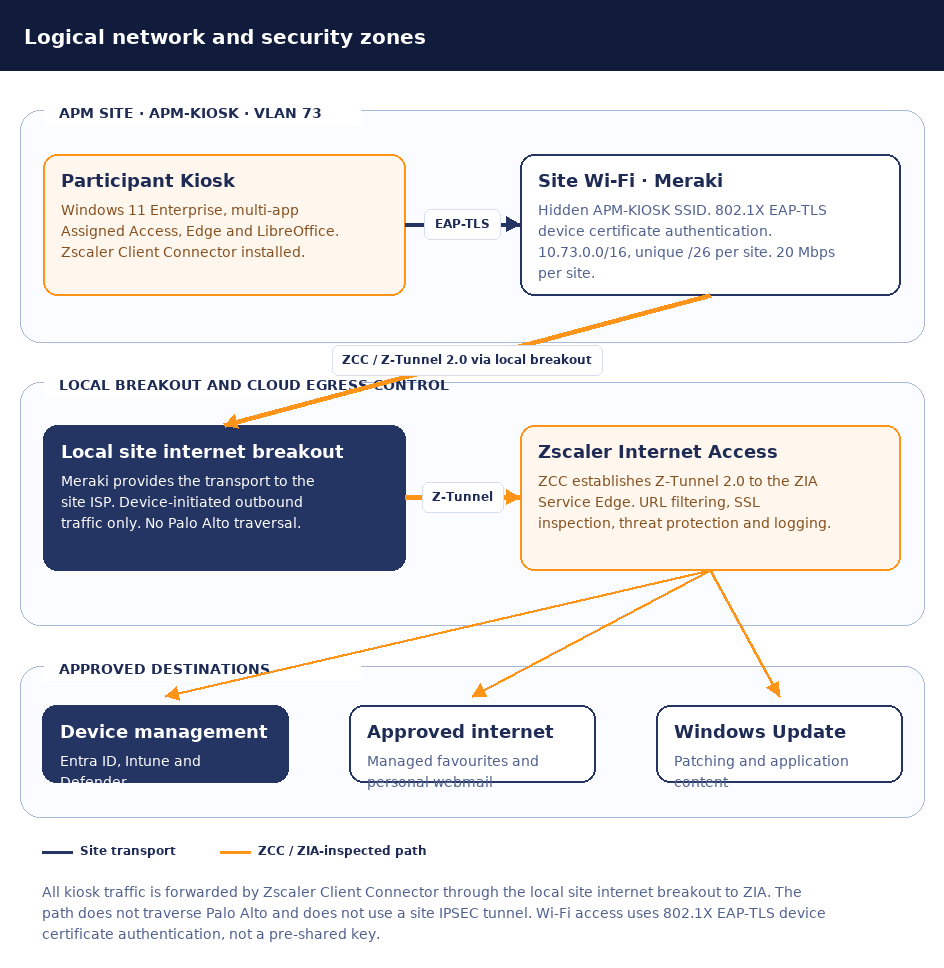 Logical network and security zones
APM SITE · APM-KIOSK · VLAN 73
Participant Kiosk
Windows 11 Enterprise, multi-app
Assigned Access, Edge and LibreOffice.
Zscaler Client Connector installed.
EAP-TLS
Site Wi-Fi · Meraki
Hidden APM-KIOSK SSID. 802.1X EAP-TLS
device certificate authentication.
10.73.0.0/16, unique /26 per site. 20 Mbps
per site.
ZCC / Z-Tunnel 2.0 via local breakout
LOCAL BREAKOUT AND CLOUD EGRESS CONTROL
Local site internet breakout
Meraki provides the transport to the
site ISP. Device-initiated outbound
traffic only. No Palo Alto traversal.
Z-Tunnel
Zscaler Internet Access
ZCC establishes Z-Tunnel 2.0 to the ZIA
Service Edge. URL filtering, SSL
inspection, threat protection and logging.
APPROVED DESTINATIONS
Device management
Entra ID, Intune and
Defender
Approved internet
Managed favourites and
personal webmail
Windows Update
Patching and application
content
Site transport
ZCC / ZIA-inspected path
All kiosk traffic is forwarded by Zscaler Client Connector through the local site internet breakout to ZIA. The
path does not traverse Palo Alto and does not use a site IPSEC tunnel. Wi-Fi access uses 802.1X EAP-TLS device
certificate authentication, not a pre-shared key.